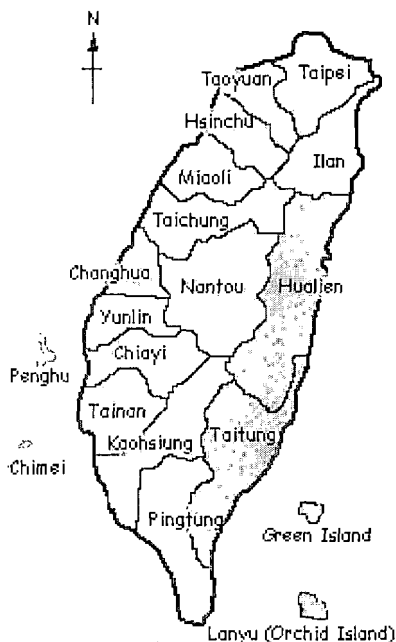 N
Taipei
Taoyuan
Hsinchu
Ilan
Miaoli
Taichung
Changhua
Nantou
Hualien
Yunlin
Chiayi
Penghu
Tainan
Taitung
Kaohsiung
Chimei
Pingtung
Green Island
Lanyu (Orchid Island)